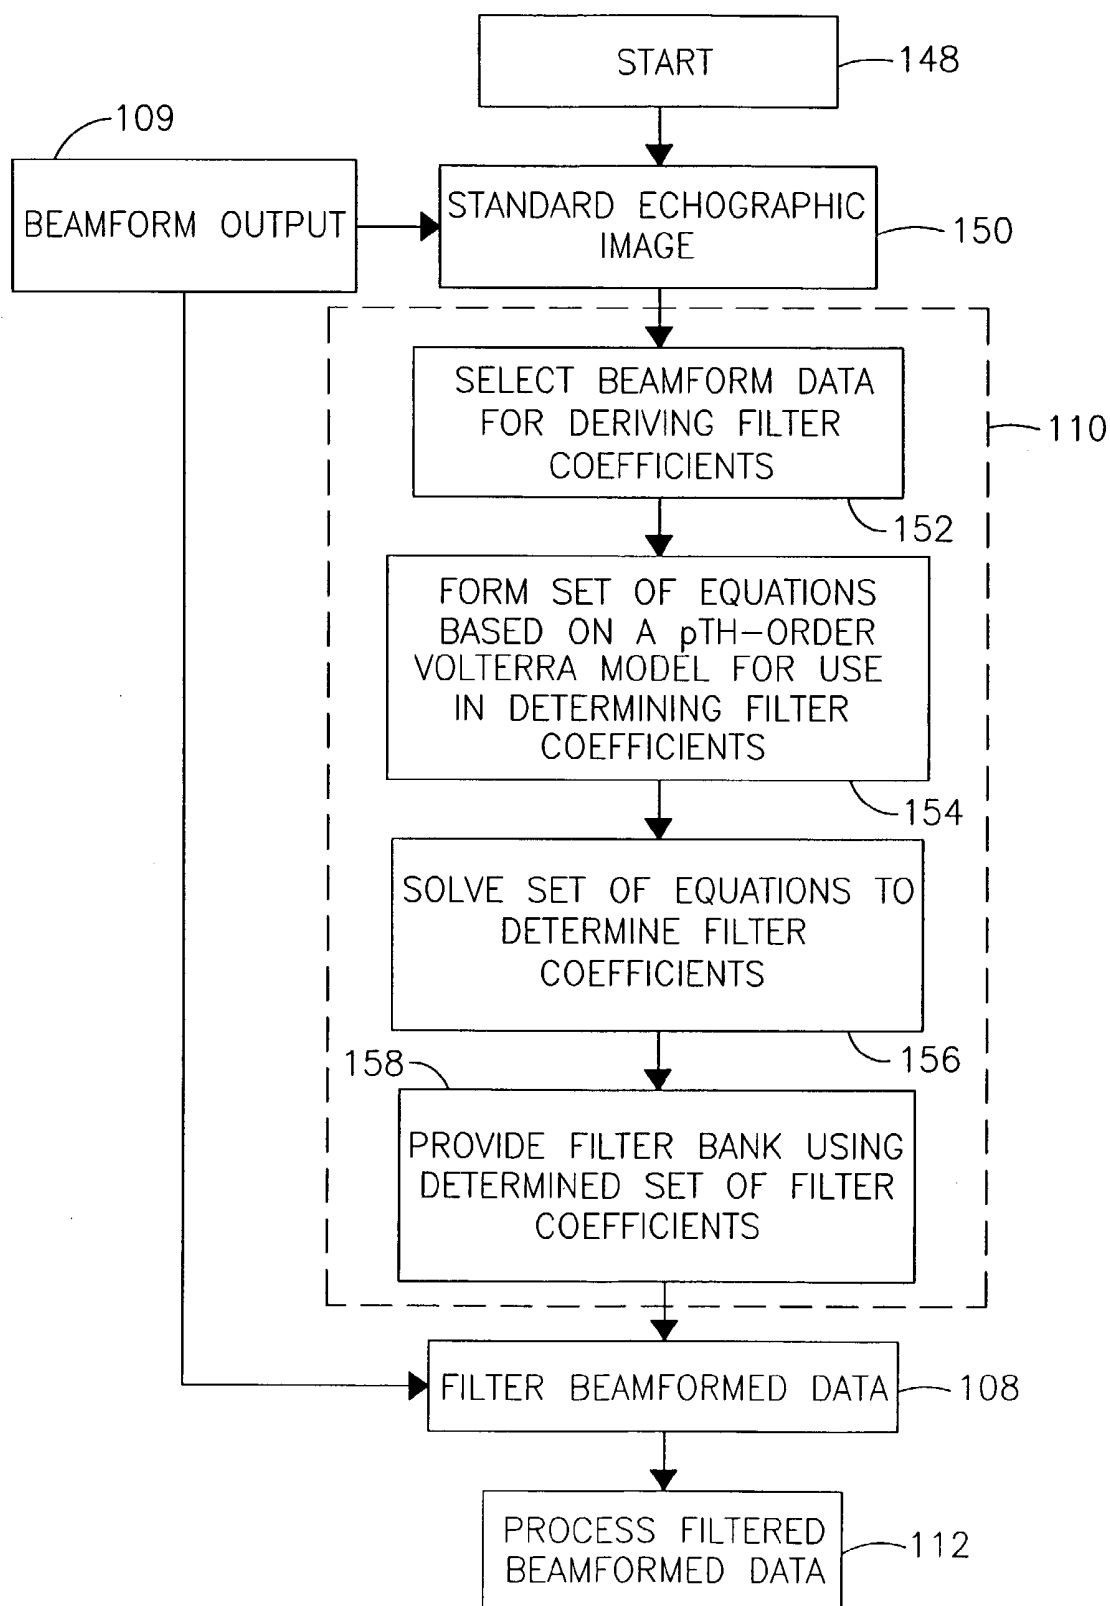 START
148
109
BEAMFORM OUTPUT
STANDARD ECHOGRAPHIC
IMAGE
150
SELECT BEAMFORM DATA
FOR DERIVING FILTER
COEFFICIENTS
110
152
FORM SET OF EQUATIONS
BASED ON A pTH-ORDER
VOLTERRA MODEL FOR USE
IN DETERMINING FILTER
COEFFICIENTS
154
SOLVE SET OF EQUATIONS TO
DETERMINE FILTER
COEFFICIENTS
156
158
PROVIDE FILTER BANK USING
DETERMINED SET OF FILTER
COEFFICIENTS
FILTER BEAMFORMED DATA
108
PROCESS FILTERED
BEAMFORMED DATA
112